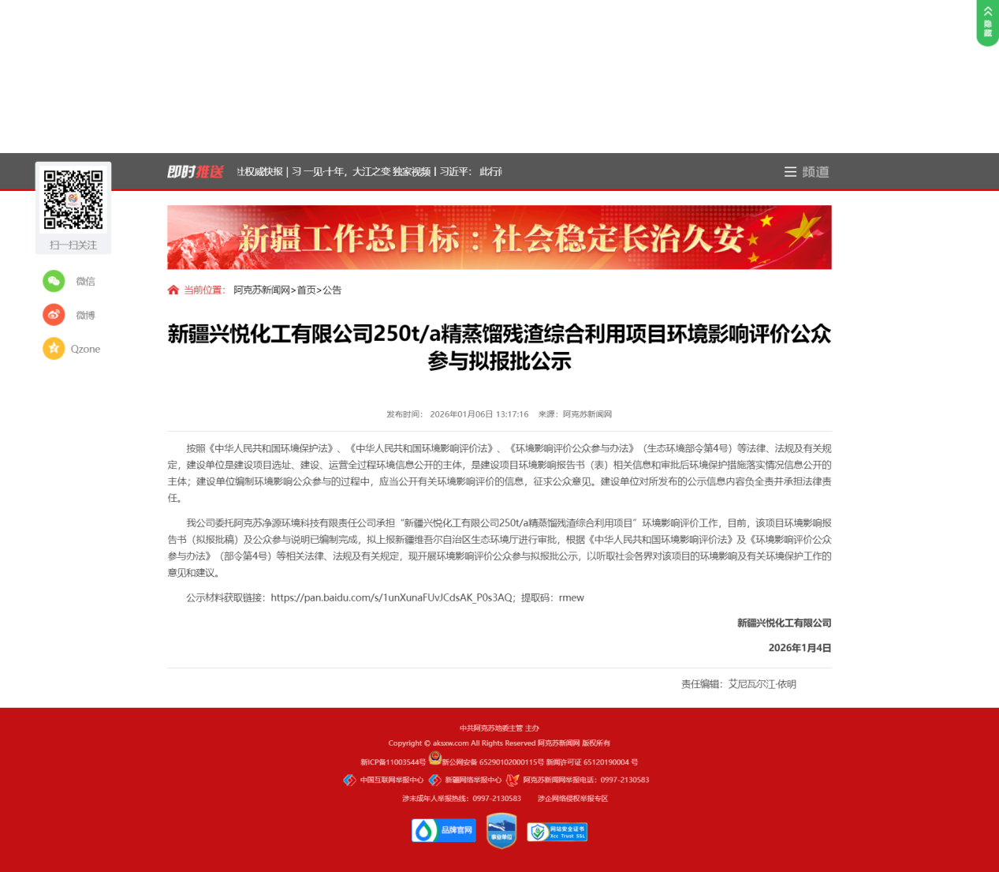 隐藏
即时推送
社权威快报 | 习
一见·十年，大江之变
独家视频丨习近平：
此行
频道
扫一扫关注
微信
微博
Qzone
新疆工作总目标：社会稳定长治久安
当前位置： 阿克苏新闻网>首页>公告
新疆兴悦化工有限公司250t/a精蒸馏残渣综合利用项目环境影响评价公众
参与拟报批公示
发布时间： 2026年01月06日 13:17:16 来源：阿克苏新闻网
按照《中华人民共和国环境保护法》、《中华人民共和国环境影响评价法》、《环境影响评价公众参与办法》（生态环境部令第4号）等法律、法规及有关规
定，建设单位是建设项目选址、建设、运营全过程环境信息公开的主体，是建设项目环境影响报告书（表）相关信息和审批后环境保护措施落实情况信息公开的
主体；建设单位编制环境影响公众参与的过程中，应当公开有关环境影响评价的信息，征求公众意见。建设单位对所发布的公示信息内容负全责并承担法律责
任。
我公司委托阿克苏净源环境科技有限责任公司承担“新疆兴悦化工有限公司250t/a精蒸馏残渣综合利用项目”环境影响评价工作，目前，该项目环境影响报
告书（拟报批稿）及公众参与说明已编制完成，拟上报新疆维吾尔自治区生态环境厅进行审批，根据《中华人民共和国环境影响评价法》及《环境影响评价公众
参与办法》（部令第4号）等相关法律、法规及有关规定，现开展环境影响评价公众参与拟报批公示，以听取社会各界对该项目的环境影响及有关环境保护工作的
意见和建议。
公示材料获取链接：https://pan.baidu.com/s/1unXunaFUvJCdsAK_P0s3AQ；提取码：rmew
新疆兴悦化工有限公司
2026年1月4日
责任编辑：艾尼瓦尔江·依明
中共阿克苏地委主管 主办
Copyright © aksxw.com All Rights Reserved 阿克苏新闻网 版权所有
新ICP备11003544号 新公网安备 65290102000115号 新闻许可证 65120190004 号
中国互联网举报中心 新疆网络举报中心 阿克苏新闻网举报电话：0997-2130583
涉未成年人举报热线：0997-2130583 涉企网络侵权举报专区
品牌官网
事业单位
网站安全证书
Xcc Trust SSL